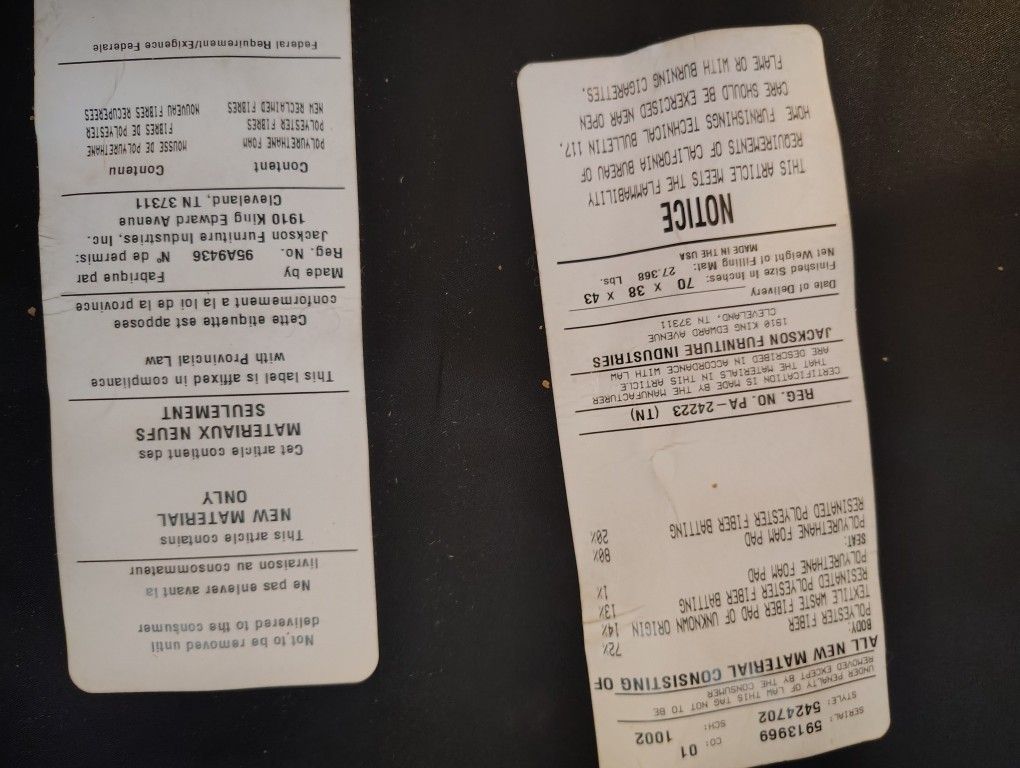 Not to be removed until
delivered to the consumer
Ne pas enlever avant la
livraison au consommateur
This article contains
NEW MATERIAL
ONLY
Cet article contient des
MATERIAUX NEUFS
SEULEMENT
This label is affixed in compliance
with Provincial Law
Cette etiquette est apposee
conformement a la loi de la province
Made by Fabrique par
Reg. No. 95A9436 N° de permis:
Jackson Furniture Industries, Inc.
1910 King Edward Avenue
Cleveland, TN 37311
Content Contenu
POLYURETHANE FOAM MOUSSE DE POLYURETHANE
POLYESTER FIBRES FIBRES DE POLYESTER
NEW RECLAIMED FIBRES NOUVEAU FIBRES RECUPEREES
Federal Requirement/Exigence Federale
SERIAL: 5913969 CO: 01
STYLE: 5424702 SCH: 1002
UNDER PENALTY OF LAW THIS TAG NOT TO BE
REMOVED EXCEPT BY THE CONSUMER
ALL NEW MATERIAL CONSISTING OF
BODY:
POLYESTER FIBER 72%
TEXTILE WASTE FIBER PAD OF UNKNOWN ORIGIN 14%
RESINATED POLYESTER FIBER BATTING 13%
POLYURETHANE FOAM PAD 1%
SEAT:
POLYURETHANE FOAM PAD 80%
RESINATED POLYESTER FIBER BATTING 20%
REG. NO. PA-24223 (TN)
CERTIFICATION IS MADE BY THE MANUFACTURER
THAT THE MATERIALS IN THIS ARTICLE
ARE DESCRIBED IN ACCORDANCE WITH LAW
JACKSON FURNITURE INDUSTRIES
1910 KING EDWARD AVENUE
CLEVELAND, TN 37311
Date of Delivery
Finished Size In Inches: 70 X 38 X 43
Net Weight of Filling Mat: 27.368 Lbs.
MADE IN THE USA
NOTICE
THIS ARTICLE MEETS THE FLAMMABILITY
REQUIREMENTS OF CALIFORNIA BUREAU OF
HOME FURNISHINGS TECHNICAL BULLETIN 117.
CARE SHOULD BE EXERCISED NEAR OPEN
FLAME OR WITH BURNING CIGARETTES.